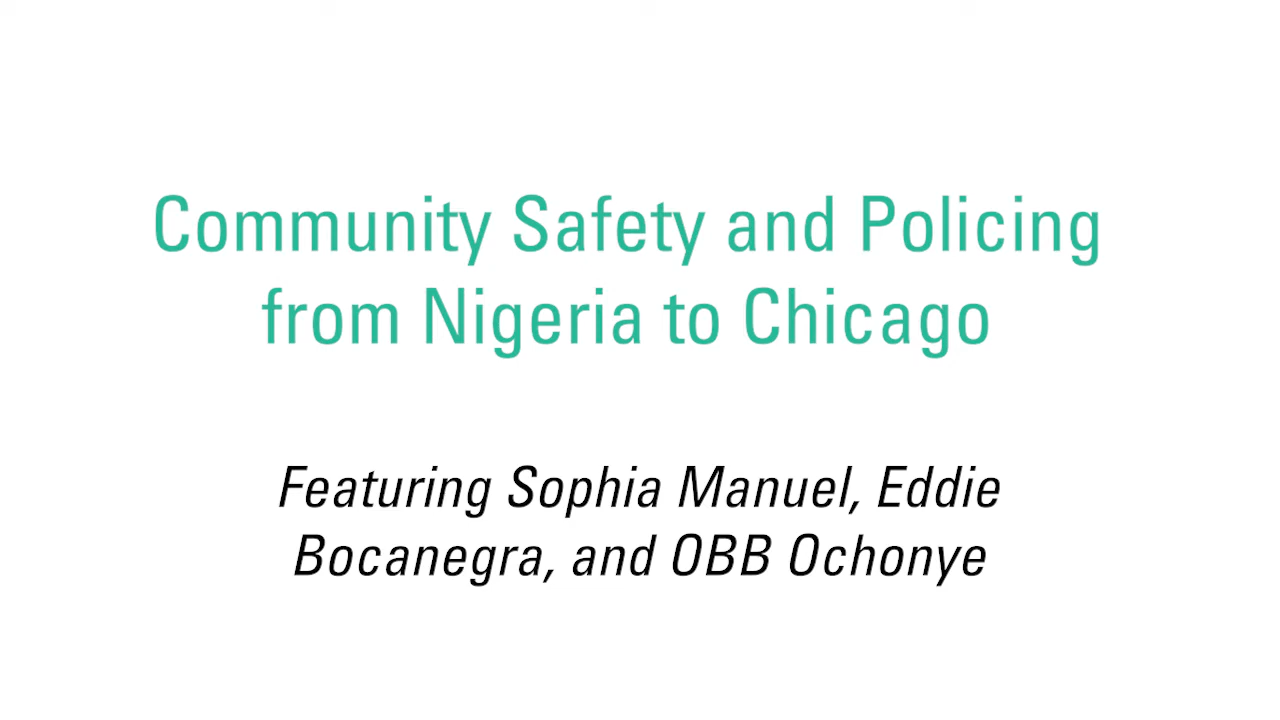 Community Safety and Policing
from Nigeria to Chicago
Featuring Sophia Manuel, Eddie
Bocanegra, and OBB Ochonye